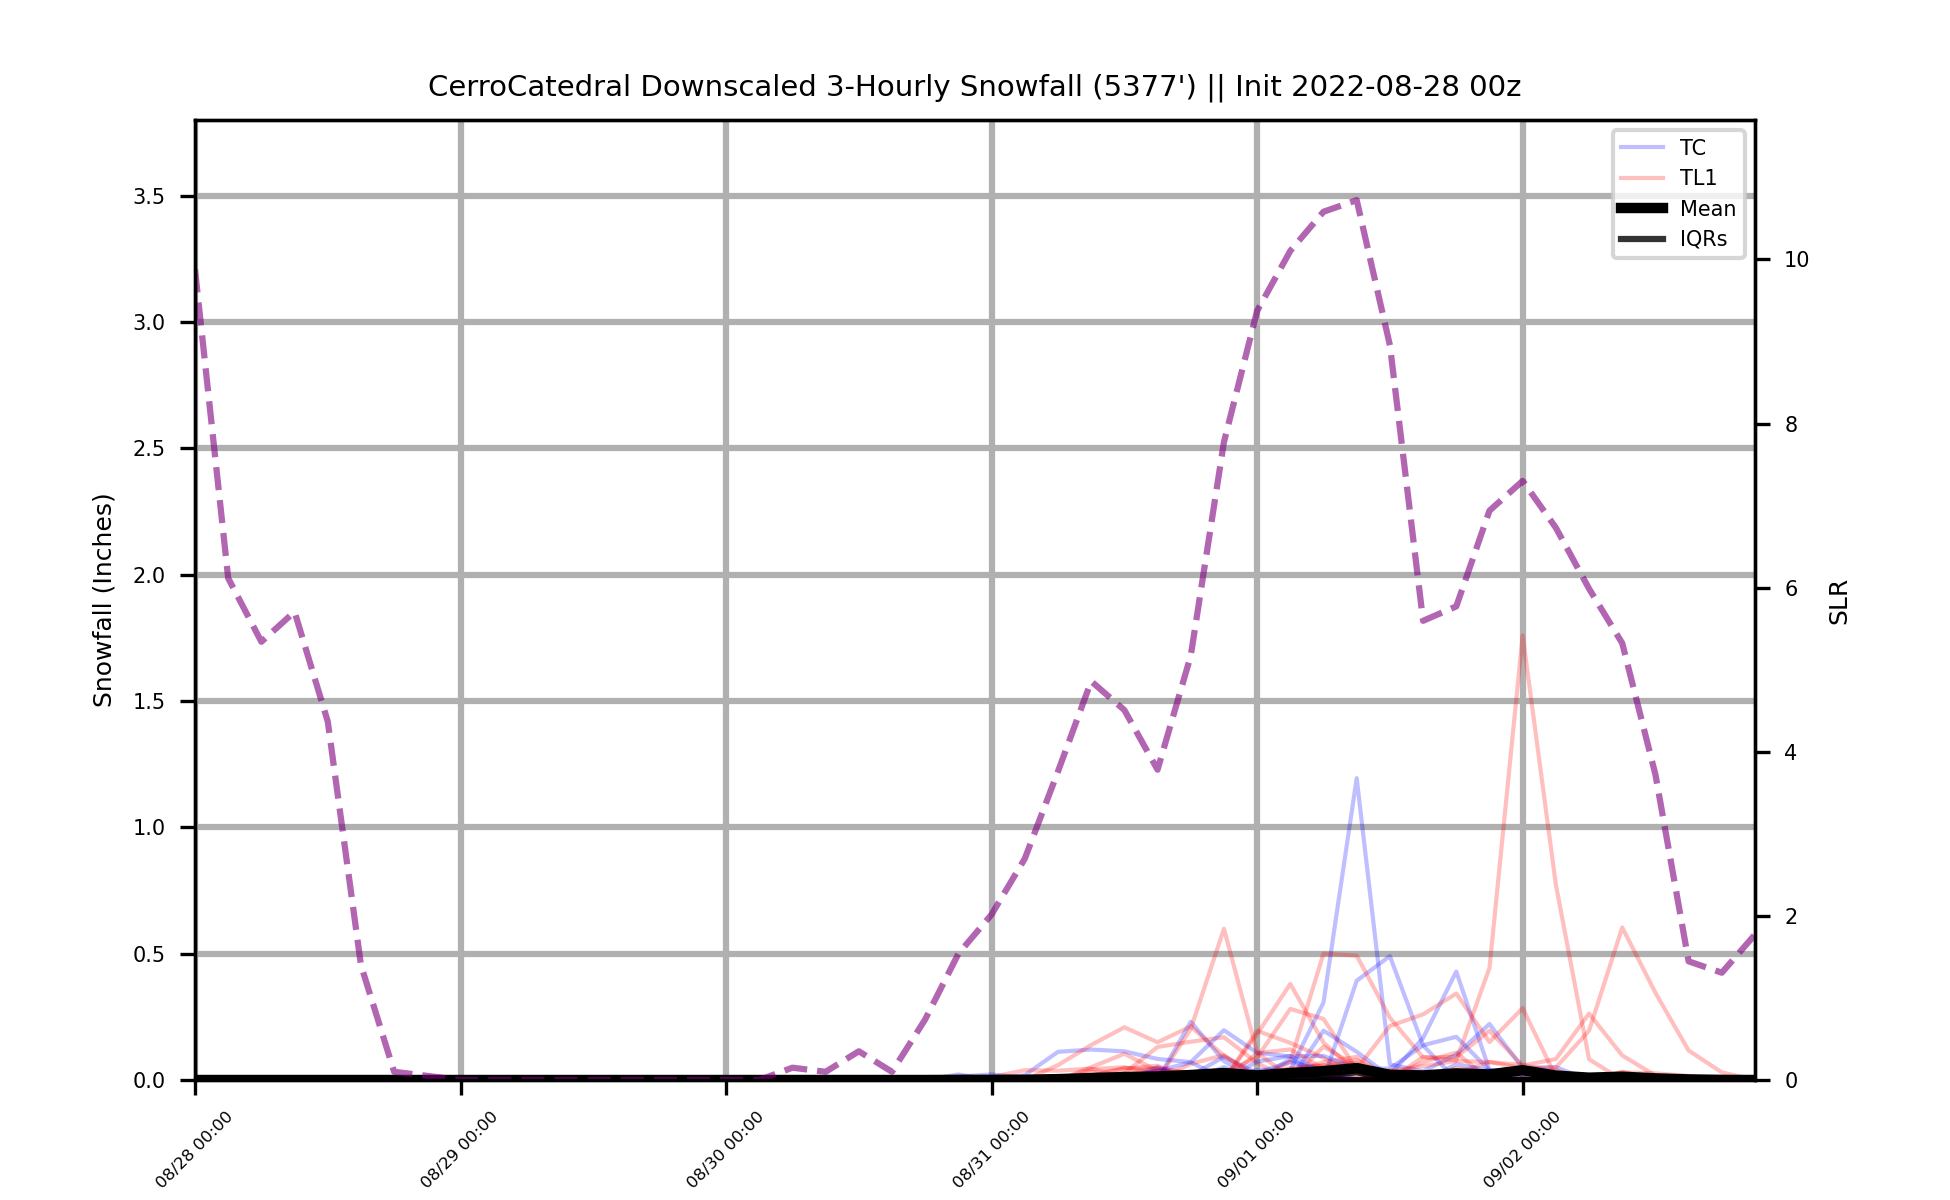 CerroCatedral Downscaled 3-Hourly Snowfall (5377') || Init 2022-08-28 00z
TC
TL1
Mean
IQRs
3.5
3.0
2.5
2.0
1.5
1.0
0.5
0.0
Snowfall (Inches)
10
8
6
4
2
0
SLR
08/28 00:00
08/29 00:00
08/30 00:00
08/31 00:00
09/01 00:00
09/02 00:00